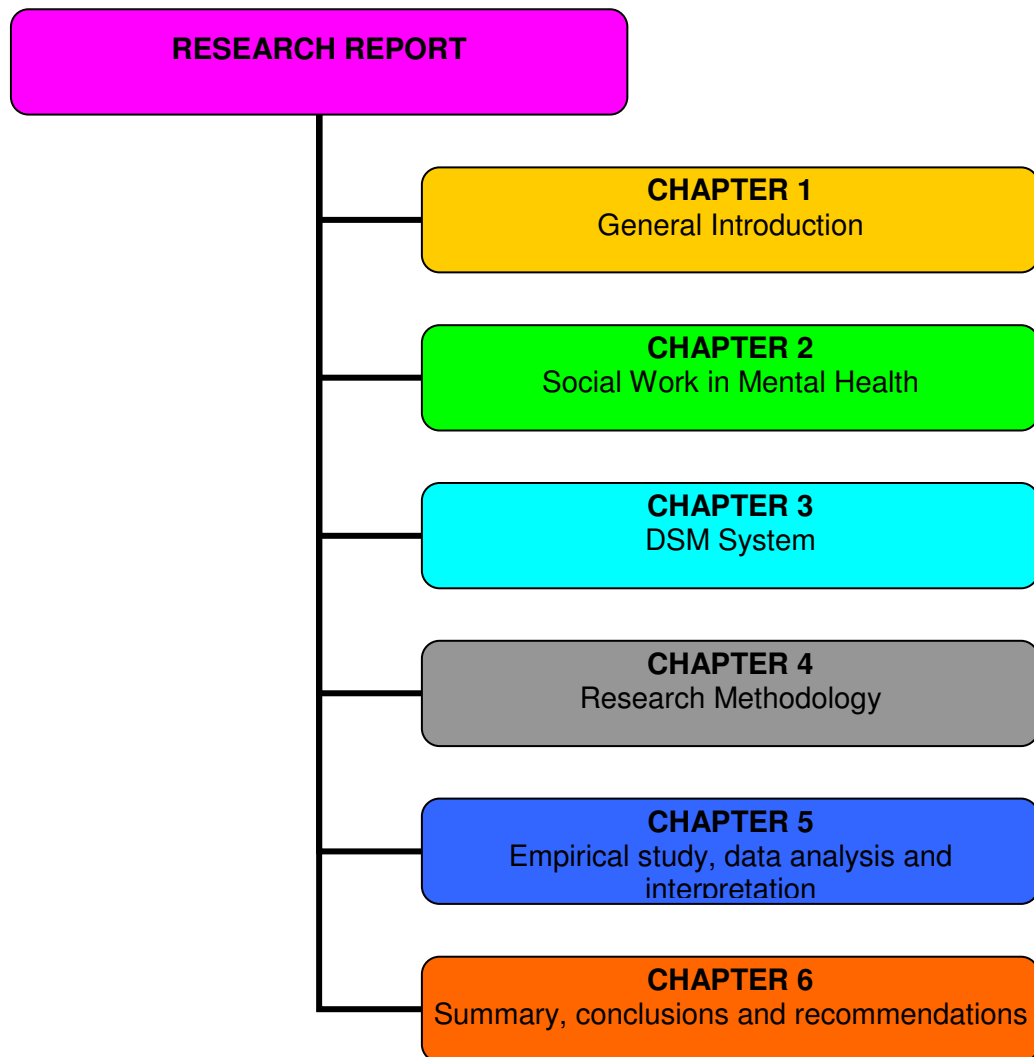 RESEARCH REPORT
CHAPTER 1
General Introduction
CHAPTER 2
Social Work in Mental Health
CHAPTER 3
DSM System
CHAPTER 4
Research Methodology
CHAPTER 5
Empirical study, data analysis and
interpretation
CHAPTER 6
Summary, conclusions and recommendations